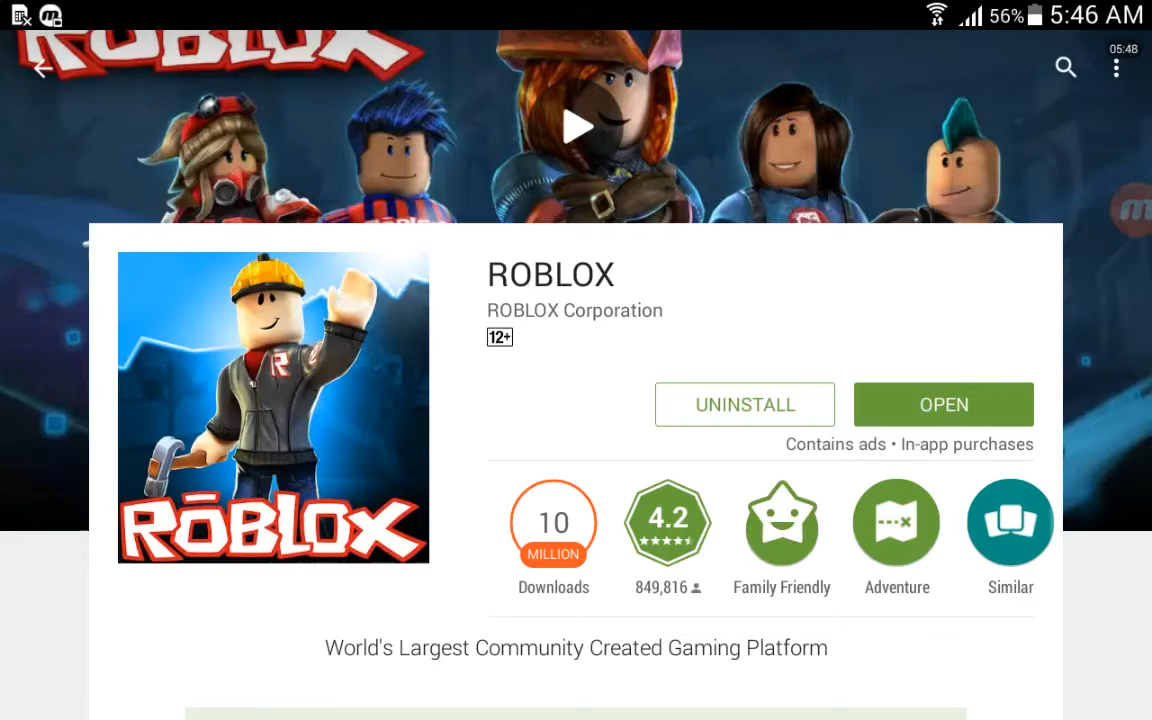 56% 5:46 AM
ROBLOX
05:48
ROBLOX
ROBLOX Corporation
12+
UNINSTALL OPEN
Contains ads • In-app purchases
ROBLOX
10
MILLION
4.2
Downloads 849,816 Family Friendly Adventure Similar
World's Largest Community Created Gaming Platform